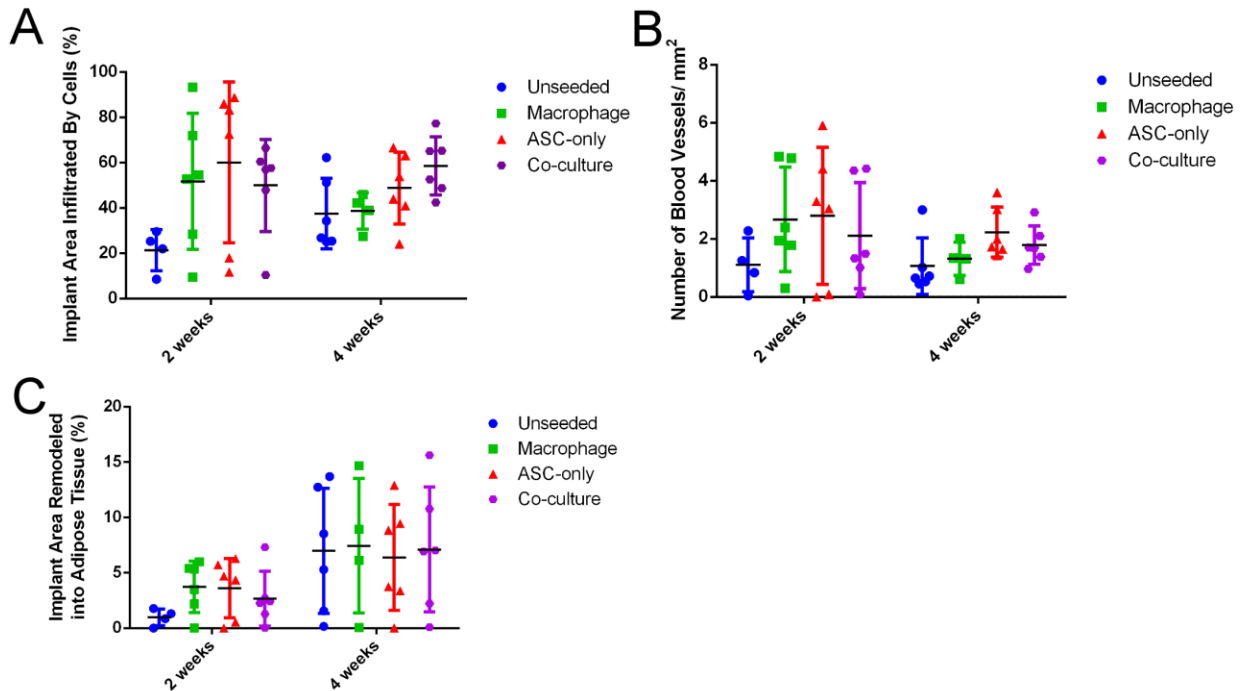 A
Implant Area Infiltrated By Cells (%)
100
80
60
40
20
0
2 weeks
4 weeks
Unseeded
Macrophage
ASC-only
Co-culture
B
Number of Blood Vessels/ mm²
8
6
4
2
0
2 weeks
4 weeks
Unseeded
Macrophage
ASC-only
Co-culture
C
Implant Area Remodeled
into Adipose Tissue (%)
20
15
10
5
0
2 weeks
4 weeks
Unseeded
Macrophage
ASC-only
Co-culture